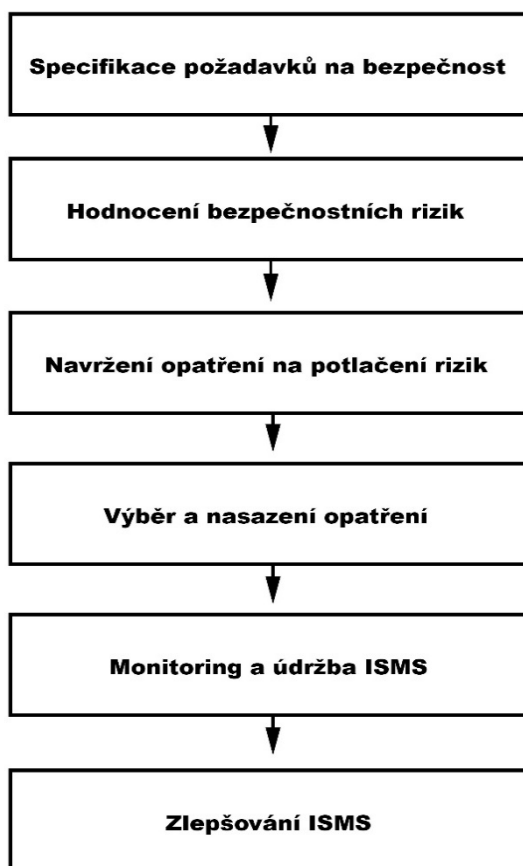 Specifikace požadavků na bezpečnost
Hodnocení bezpečnostních rizik
Navržení opatření na potlačení rizik
Výběr a nasazení opatření
Monitoring a údržba ISMS
Zlepšování ISMS